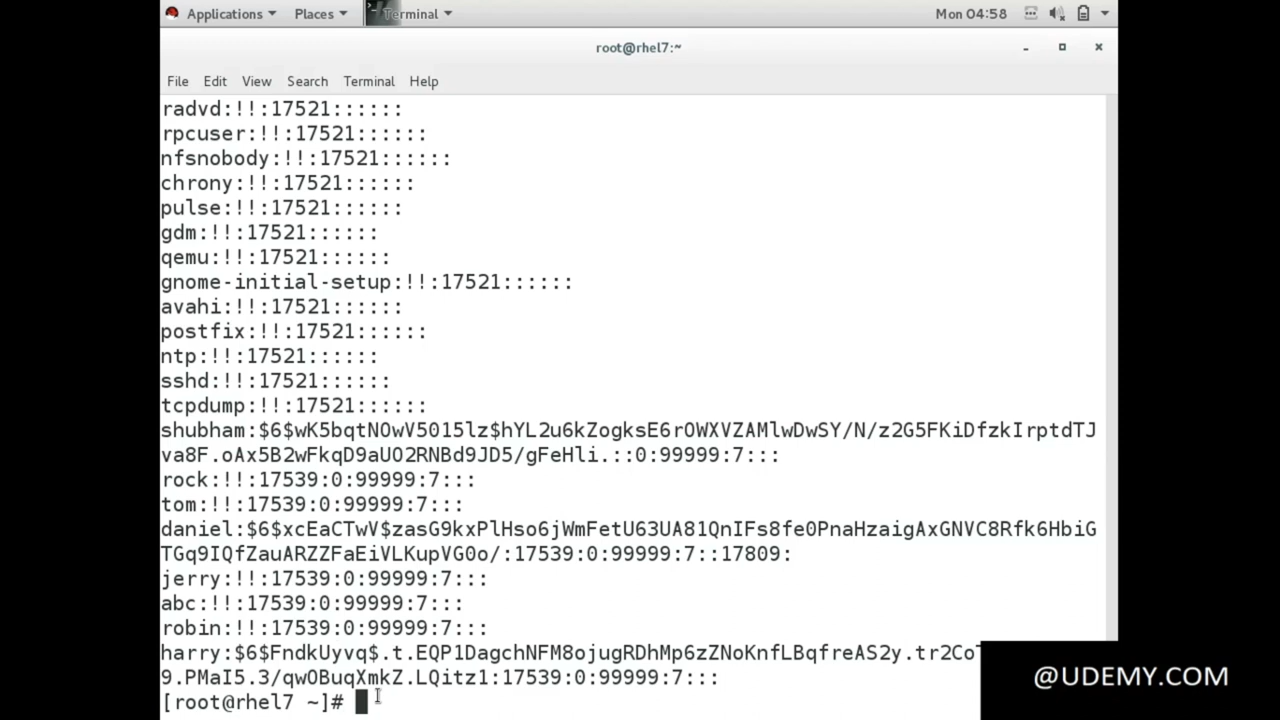 Applications Places Terminal Mon 04:58
root@rhel7:~
File Edit View Search Terminal Help
radvd:!!:17521::::::
rpcuser:!!:17521::::::
nfsnobody:!!:17521::::::
chrony:!!:17521::::::
pulse:!!:17521::::::
gdm:!!:17521::::::
qemu:!!:17521::::::
gnome-initial-setup:!!:17521::::::
avahi:!!:17521::::::
postfix:!!:17521::::::
ntp:!!:17521::::::
sshd:!!:17521::::::
tcpdump:!!:17521::::::
shubham:$6$wK5bqtNOwV5015lz$hYL2u6kZogksE6rOWXVZAMlwDwSY/N/z2G5FKiDfzkIrptdTJ
va8F.oAx5B2wFkqD9aUO2RNBd9JD5/gFeHli.::0:99999:7:::
rock:!!:17539:0:99999:7:::
tom:!!:17539:0:99999:7:::
daniel:$6$xcEaCTwV$zasG9kxPlHso6jWmFetU63UA81QnIFs8fe0PnaHzaigAxGNVC8Rfk6HbiG
TGq9IQfZauARZZFaEiVLKupVG0o/:17539:0:99999:7::17809:
jerry:!!:17539:0:99999:7:::
abc:!!:17539:0:99999:7:::
robin:!!:17539:0:99999:7:::
harry:$6$FndkUyvq$.t.EQP1DagchNFM8ojugRDhMp6zZNoKnfLBqfreAS2y.tr2Co
9.PMaI5.3/qwOBuqXmkZ.LQitz1:17539:0:99999:7:::
[root@rhel7 ~]#
@UDEMY.COM